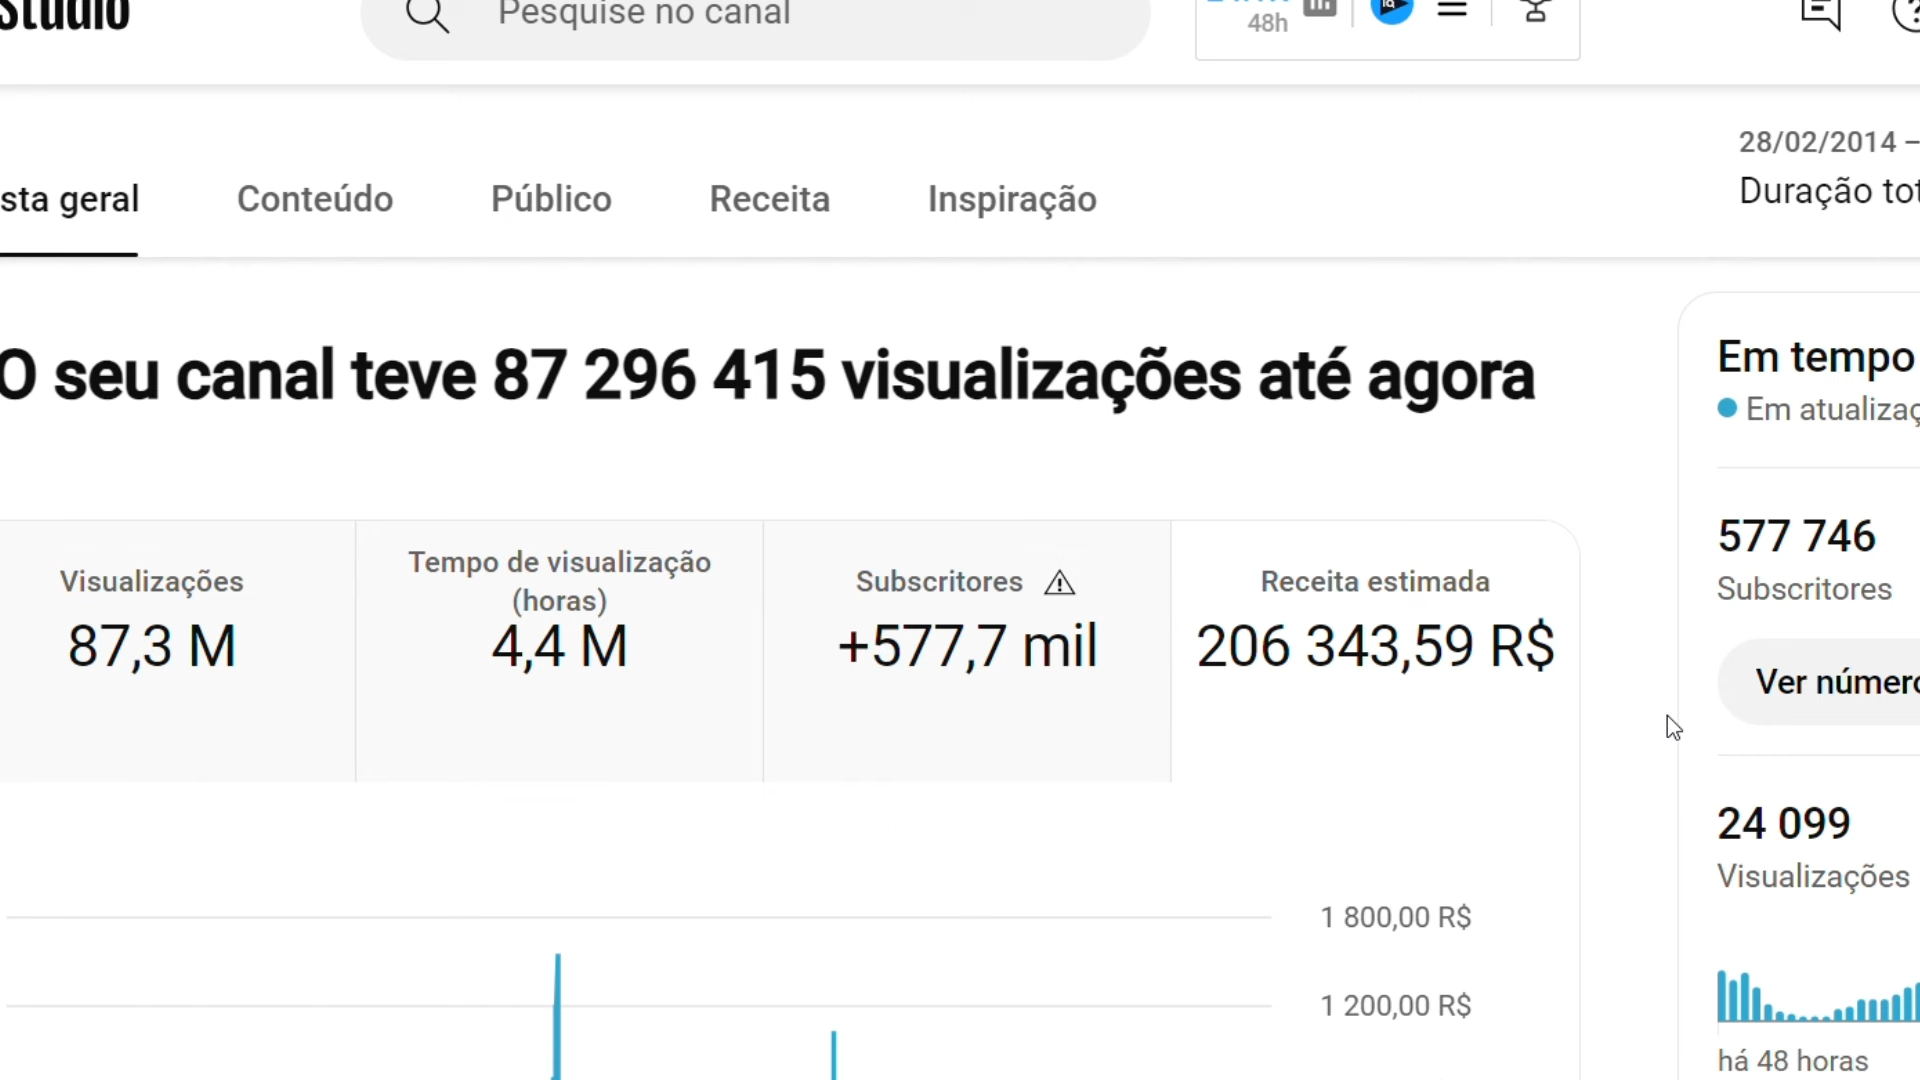 Studio
Pesquise no canal
48h
28/02/2014 –
Duração tot
sta geral
Conteúdo
Público
Receita
Inspiração
O seu canal teve 87 296 415 visualizações até agora
Em tempo
Em atualizaç
577 746
Subscritores
Ver número
Visualizações
87,3 M
Tempo de visualização
(horas)
4,4 M
Subscritores
+577,7 mil
Receita estimada
206 343,59 R$
24 099
Visualizações
1 800,00 R$
1 200,00 R$
há 48 horas